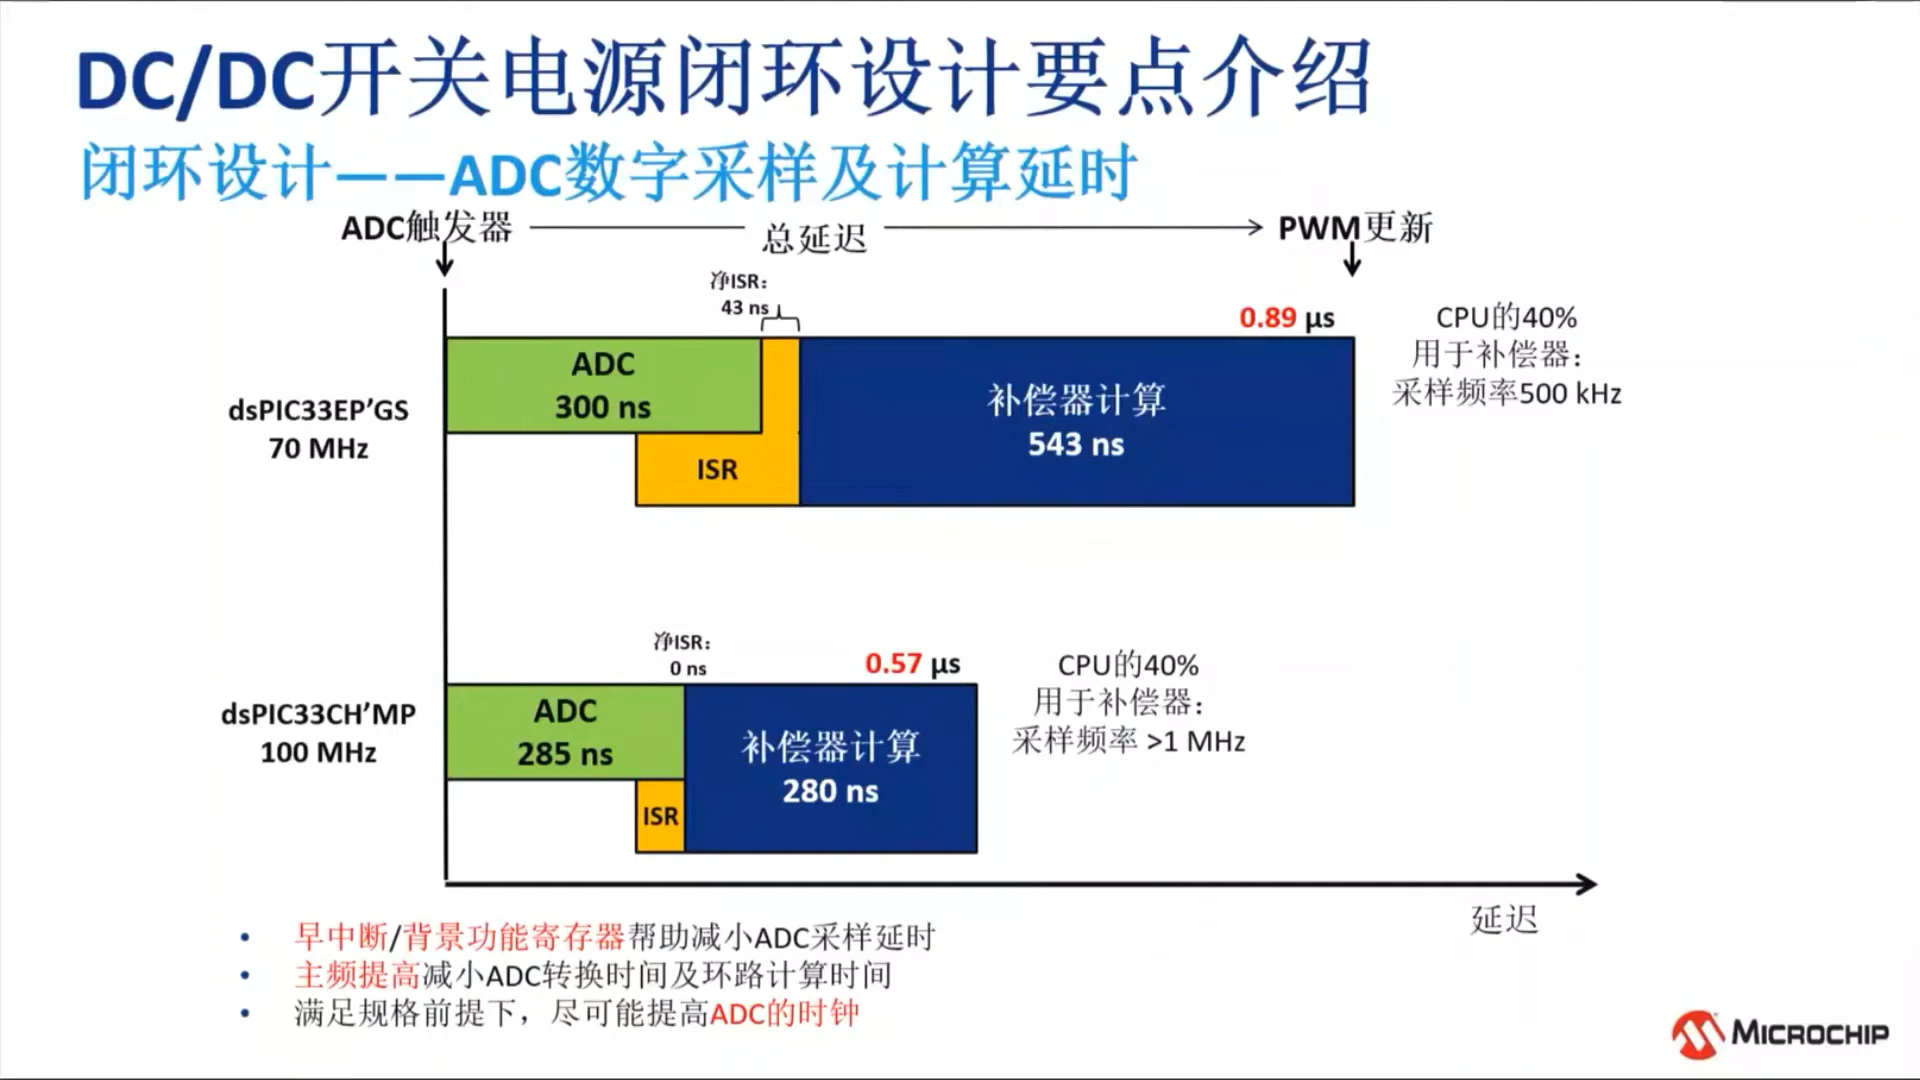 DC/DC开关电源闭环设计要点介绍
闭环设计——ADC数字采样及计算延时
ADC触发器
总延迟
PWM更新
净ISR：
43 ns
0.89 µs
CPU的40%
用于补偿器：
采样频率500 kHz
ADC
300 ns
补偿器计算
543 ns
dsPIC33EP’GS
70 MHz
ISR
净ISR：
0 ns
0.57 µs
CPU的40%
用于补偿器：
采样频率 >1 MHz
ADC
285 ns
补偿器计算
280 ns
dsPIC33CH’MP
100 MHz
ISR
延迟
• 早中断/背景功能寄存器帮助减小ADC采样延时
• 主频提高减小ADC转换时间及环路计算时间
• 满足规格前提下，尽可能提高ADC的时钟
MICROCHIP